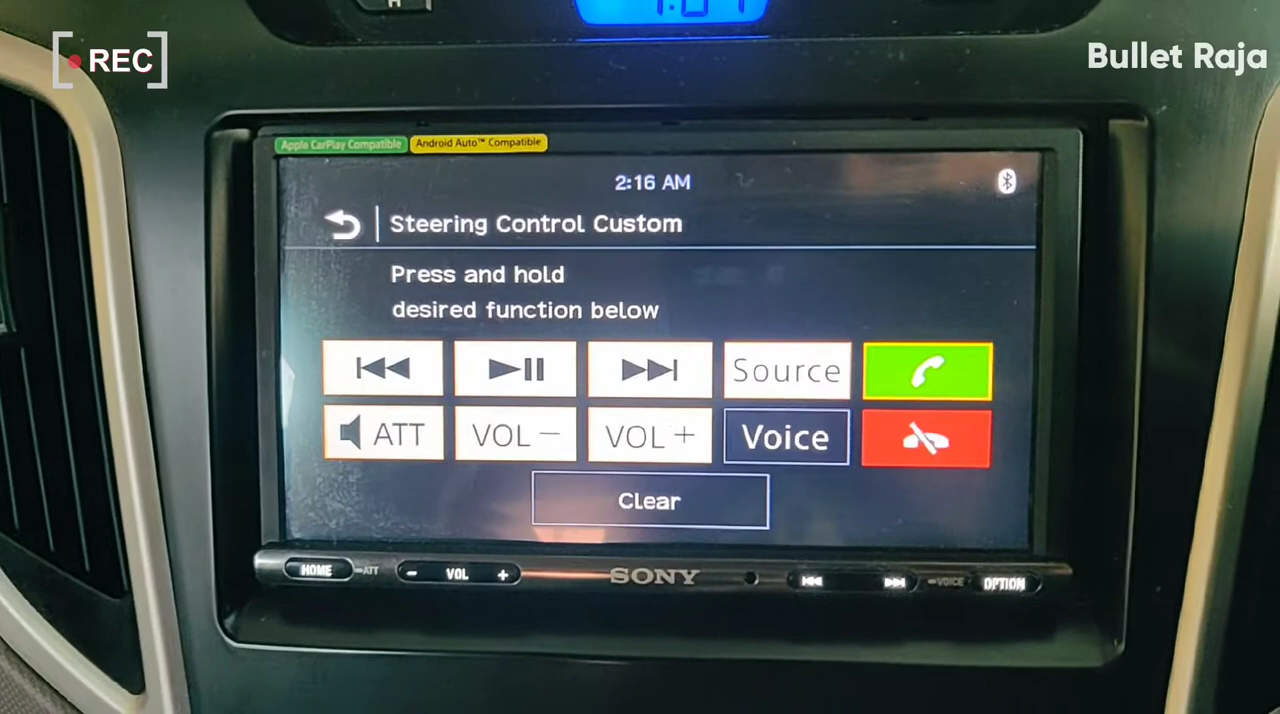 REC
Bullet Raja
Apple CarPlay Compatible
Android Auto™ Compatible
2:16 AM
Steering Control Custom
Press and hold
desired function below
Source
ATT
VOL −
VOL +
Voice
Clear
HOME
ATT
− VOL +
SONY
VOICE
OPTION